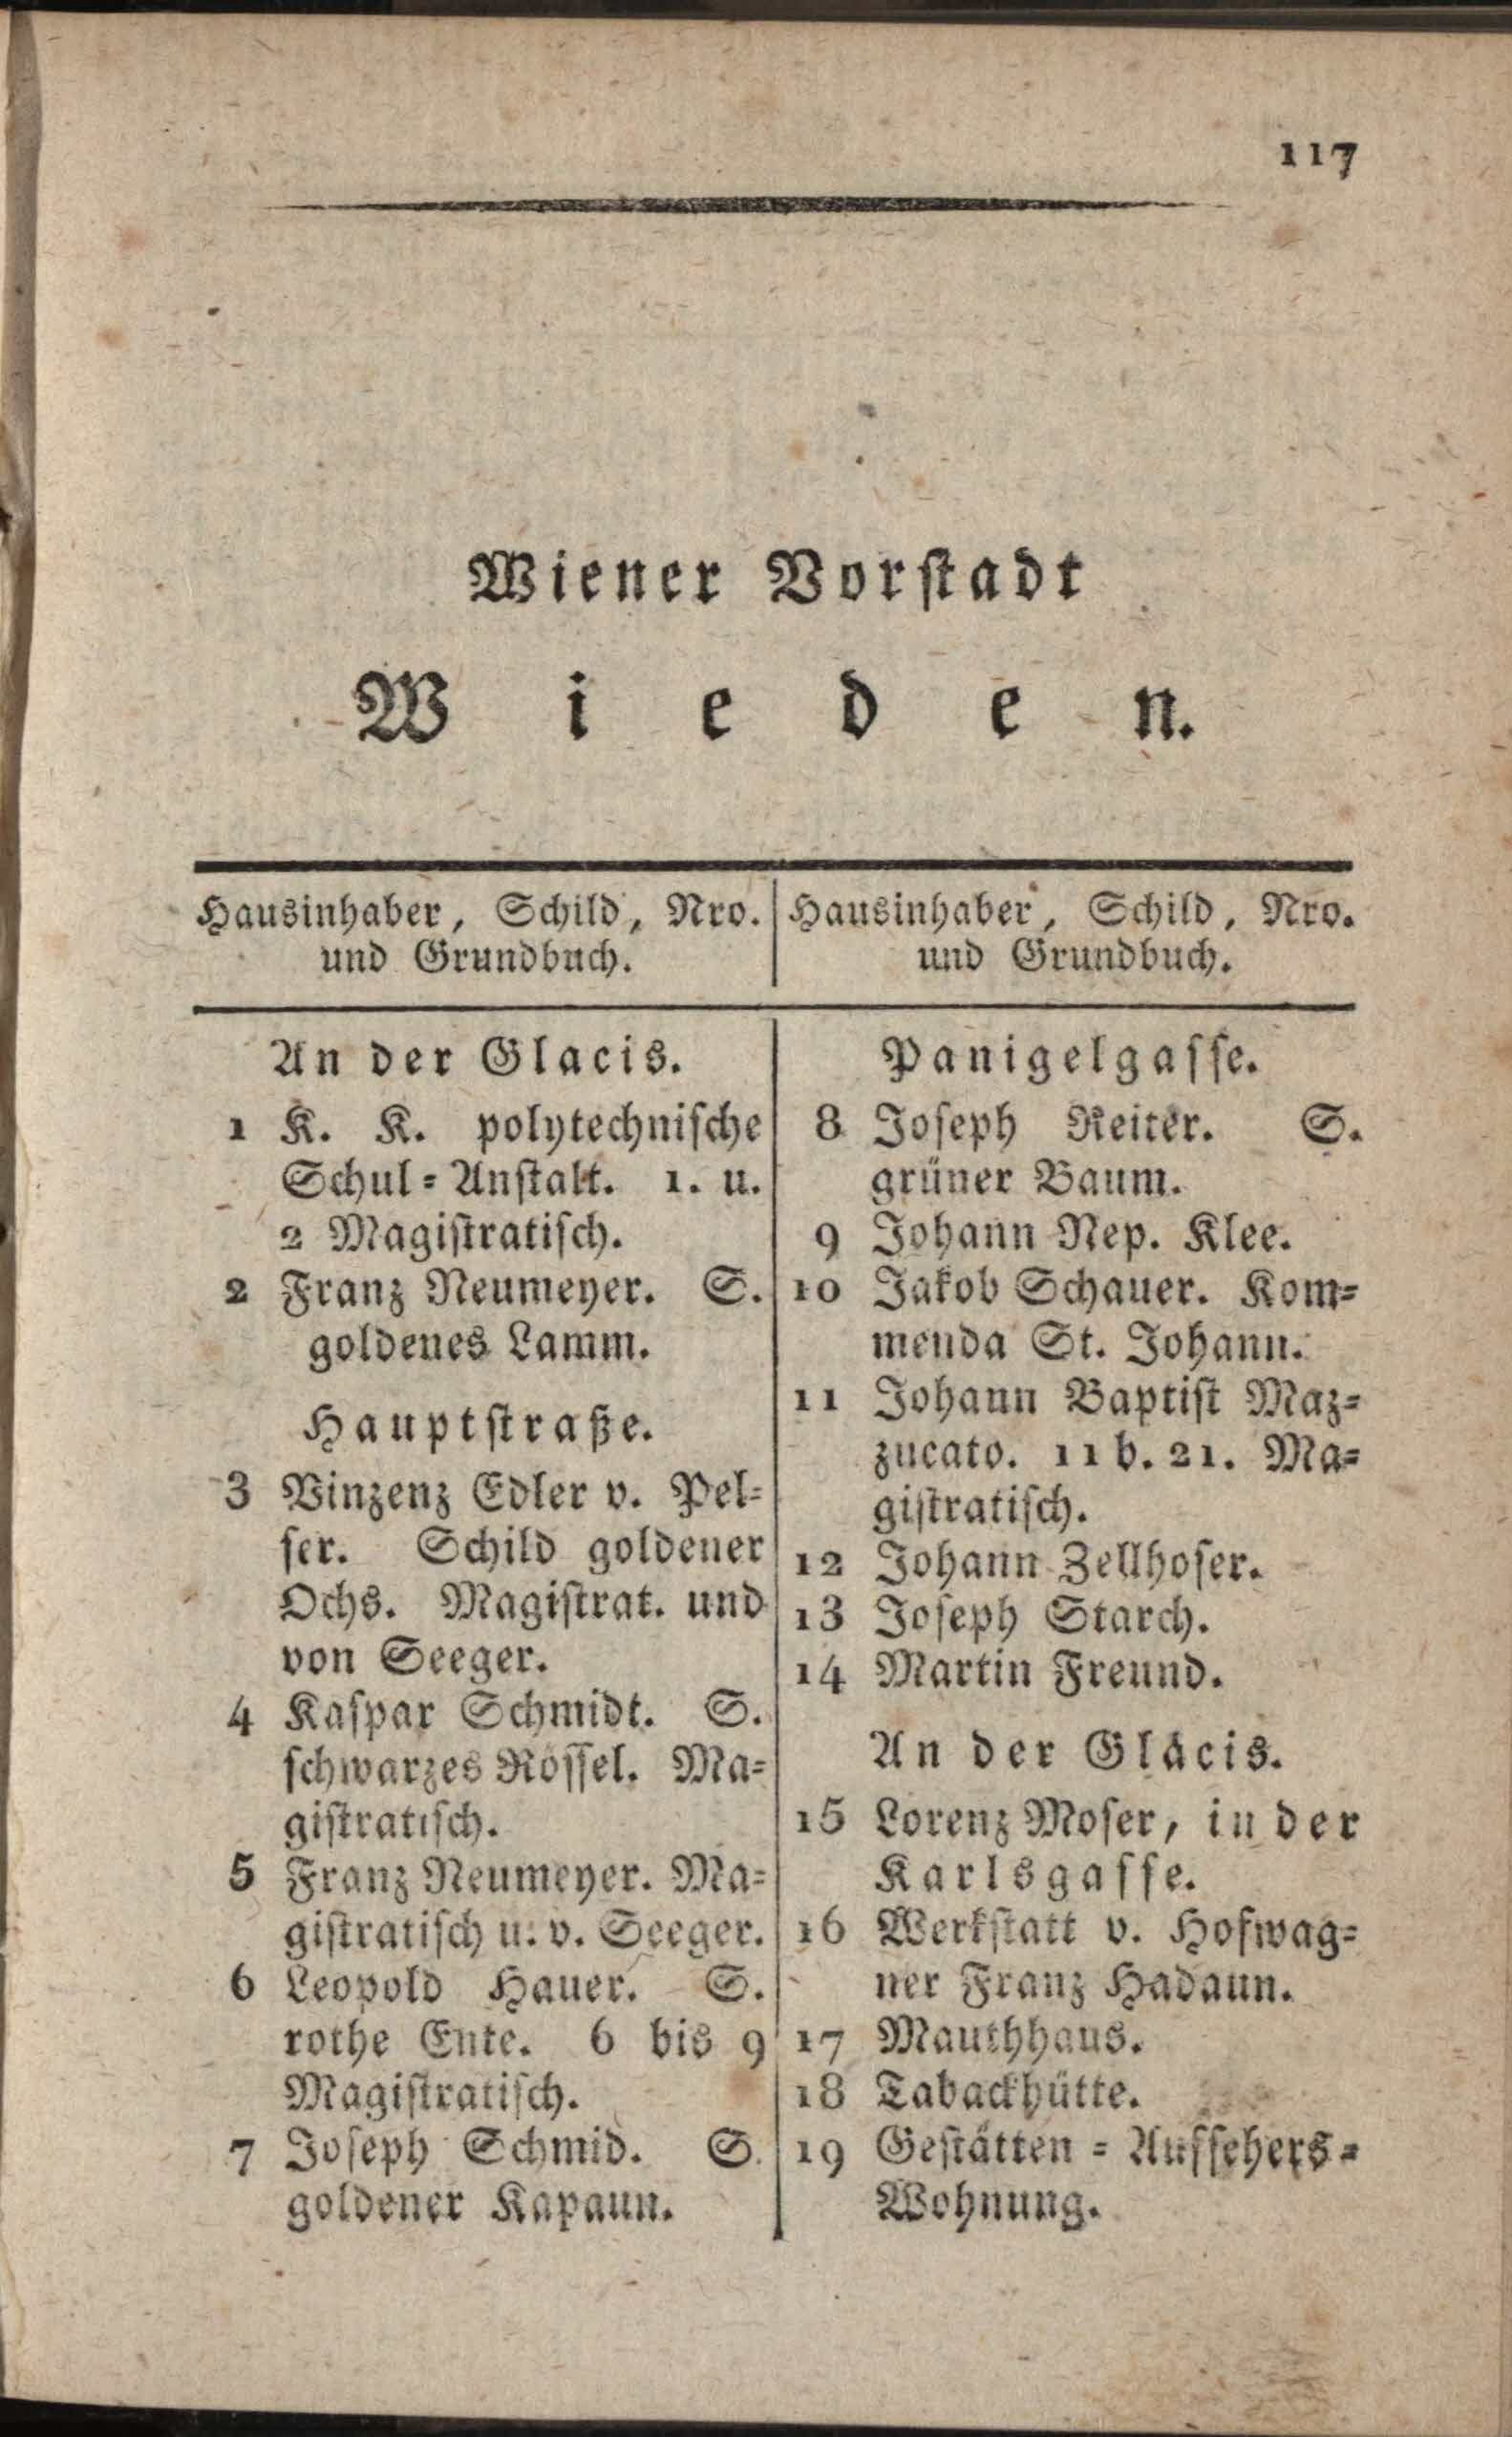 117
Wiener Vorstadt
Wieden.
Hausinhaber, Schild, Nro.
und Grundbuch.
An der Glacis.
1 K. K. polytechnische
Schul=Anstalt. 1. u.
2 Magistratisch.
2 Franz Neumeyer. S.
goldenes Lamm.
Hauptstraße.
3 Vinzenz Edler v. Pel=
ser. Schild goldener
Ochs. Magistrat. und
von Seeger.
4 Kaspar Schmidt. S.
schwarzes Rössel. Ma=
gistratisch.
5 Franz Neumeyer. Ma=
gistratisch u. v. Seeger.
6 Leopold Hauer. S.
rothe Ente. 6 bis 9
Magistratisch.
7 Joseph Schmid. S.
goldener Kapaun.
Hausinhaber, Schild, Nro.
und Grundbuch.
Panigelgasse.
8 Joseph Reiter. S.
grüner Baum.
9 Johann Nep. Klee.
10 Jakob Schauer. Kom=
menda St. Johann.
11 Johann Baptist Maz=
zucato. 11 b. 21. Ma=
gistratisch.
12 Johann Zellhoser.
13 Joseph Starch.
14 Martin Freund.
An der Glacis.
15 Lorenz Moser, in der
Karlsgasse.
16 Werkstatt v. Hofwag=
ner Franz Hadaun.
17 Mauthhaus.
18 Tabackhütte.
19 Gestätten=Aufsehers=
Wohnung.